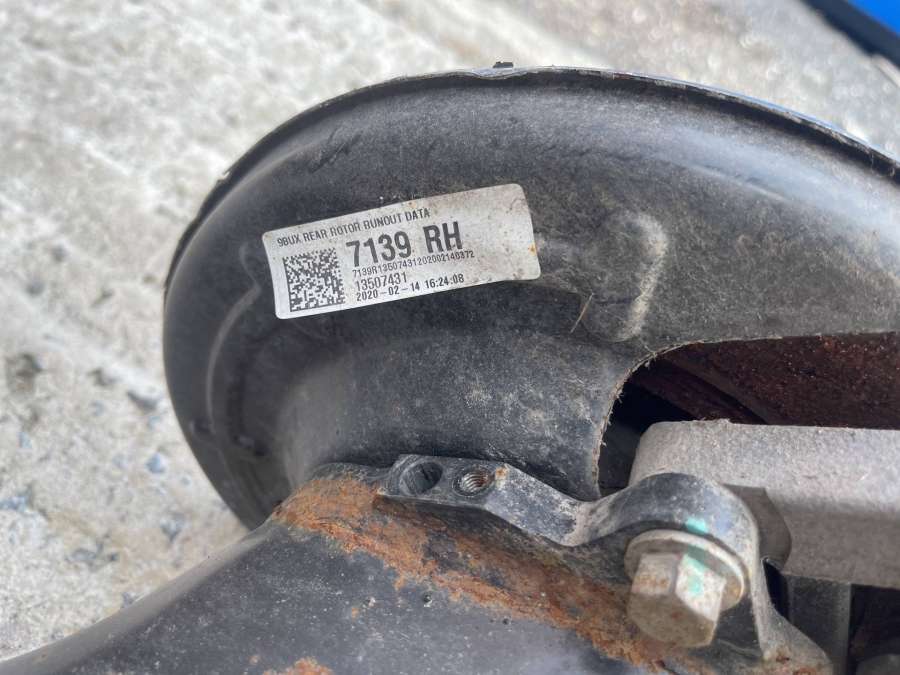 9BUX REAR ROTOR RUNOUT DATA
7139 RH
7139R13507431202002140372
13507431
2020-02-14 16:24:08